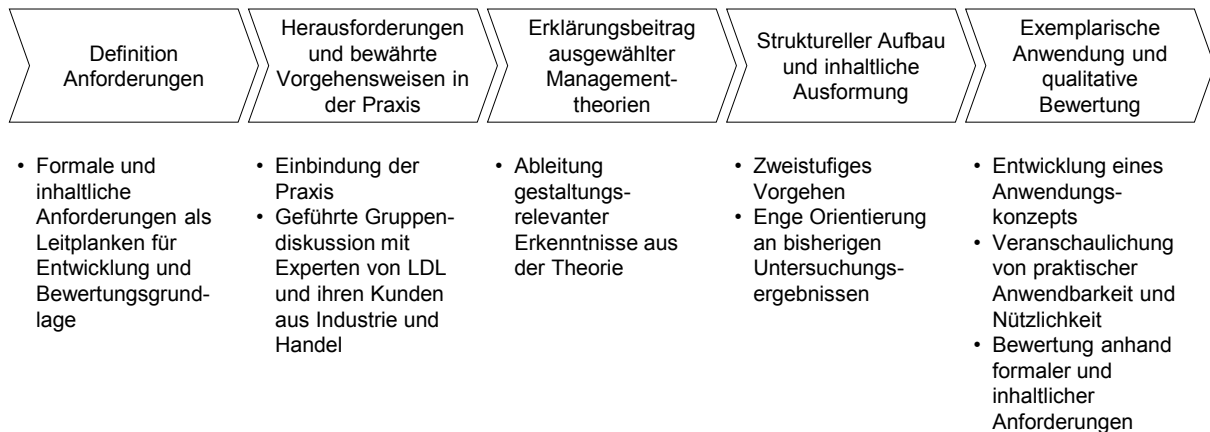 Definition
Anforderungen
Herausforderungen
und bewährte
Vorgehensweisen in
der Praxis
Erklärungsbeitrag
ausgewählter
Management-
theorien
Struktureller Aufbau
und inhaltliche
Ausformung
Exemplarische
Anwendung und
qualitative
Bewertung
• Formale und
inhaltliche
Anforderungen als
Leitplanken für
Entwicklung und
Bewertungsgrund-
lage
• Einbindung der
Praxis
• Geführte Gruppen-
diskussion mit
Experten von LDL
und ihren Kunden
aus Industrie und
Handel
• Ableitung
gestaltungs-
relevanter
Erkenntnisse aus
der Theorie
• Zweistufiges
Vorgehen
• Enge Orientierung
an bisherigen
Untersuchungs-
ergebnissen
• Entwicklung eines
Anwendungs-
konzepts
• Veranschaulichung
von praktischer
Anwendbarkeit und
Nützlichkeit
• Bewertung anhand
formaler und
inhaltlicher
Anforderungen